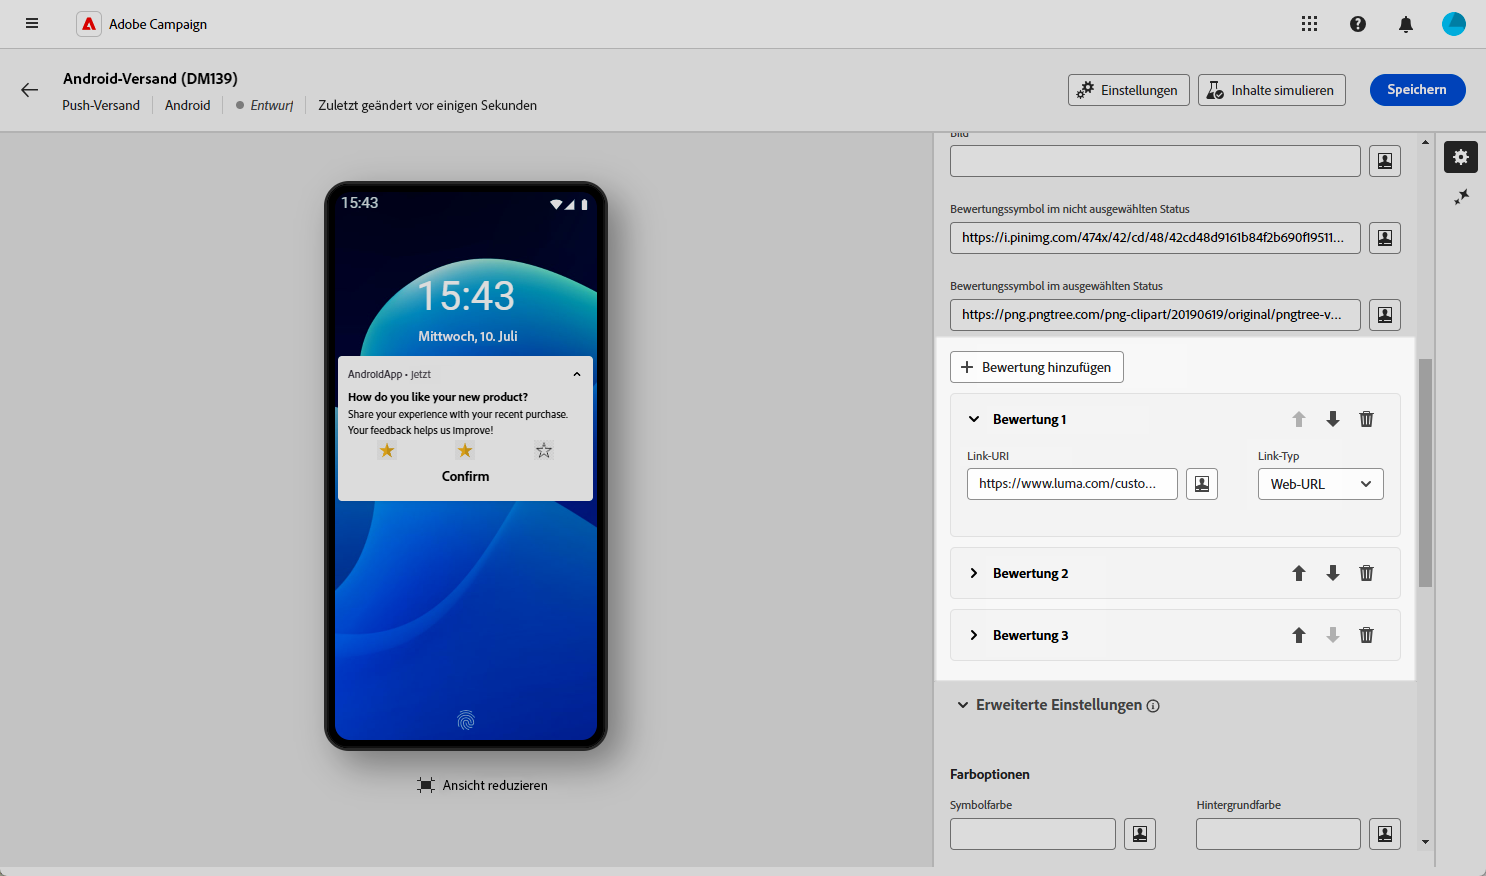 Adobe Campaign
Android-Versand (DM139)
Push-Versand
Android
Entwurf
Zuletzt geändert vor einigen Sekunden
Einstellungen
Inhalte simulieren
Speichern
15:43
15:43
Mittwoch, 10. Juli
AndroidApp • Jetzt
How do you like your new product?
Share your experience with your recent purchase.
Your feedback helps us improve!
Confirm
Ansicht reduzieren
Bild
Bewertungssymbol im nicht ausgewählten Status
https://i.pinimg.com/474x/42/cd/48/42cd48d9161b84f2b690f19511...
Bewertungssymbol im ausgewählten Status
https://png.pngtree.com/png-clipart/20190619/original/pngtree-v...
Bewertung hinzufügen
Bewertung 1
Link-URI
Link-Typ
https://www.luma.com/custo...
Web-URL
Bewertung 2
Bewertung 3
Erweiterte Einstellungen
Farboptionen
Symbolfarbe
Hintergrundfarbe